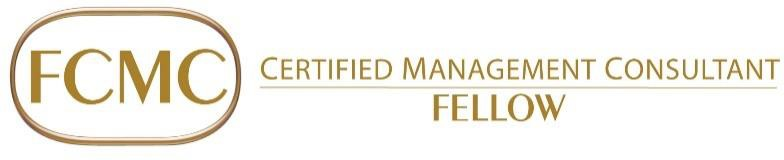 FCMC
CERTIFIED MANAGEMENT CONSULTANT
FELLOW